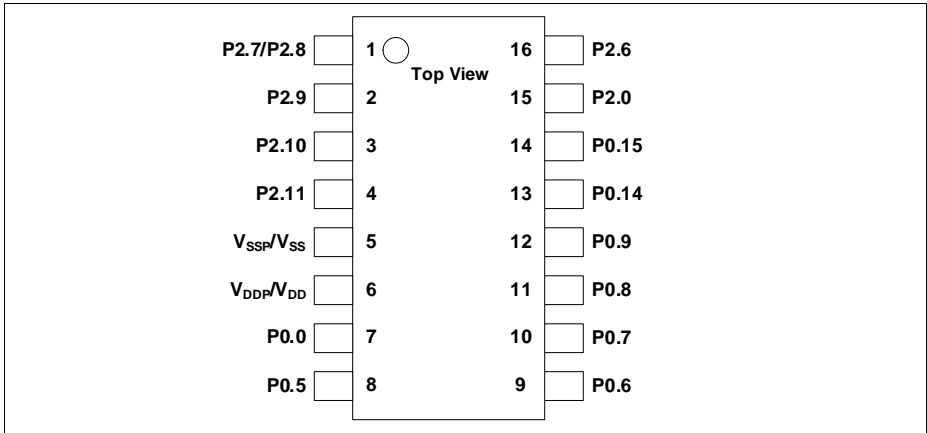 P2.7/P2.8 1 16 P2.6
Top View
P2.9 2 15 P2.0
P2.10 3 14 P0.15
P2.11 4 13 P0.14
VSSP/VSS 5 12 P0.9
VDDP/VDD 6 11 P0.8
P0.0 7 10 P0.7
P0.5 8 9 P0.6